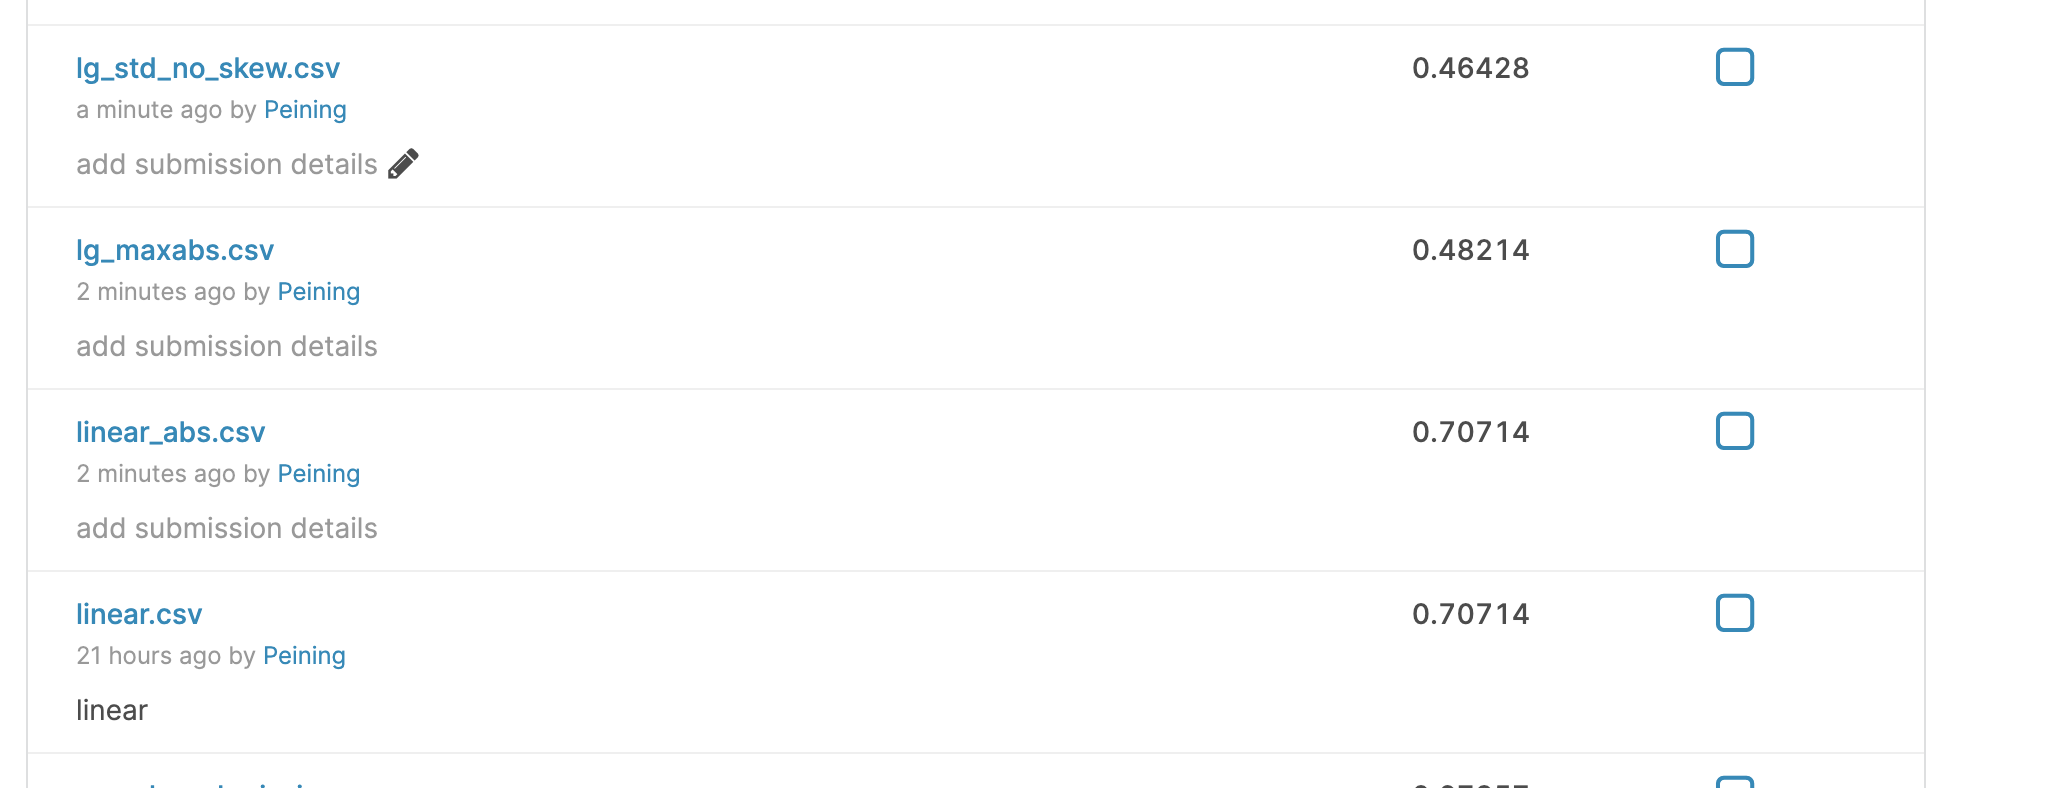 lg_std_no_skew.csv 0.46428
a minute ago by Peining
add submission details
lg_maxabs.csv 0.48214
2 minutes ago by Peining
add submission details
linear_abs.csv 0.70714
2 minutes ago by Peining
add submission details
linear.csv 0.70714
21 hours ago by Peining
linear